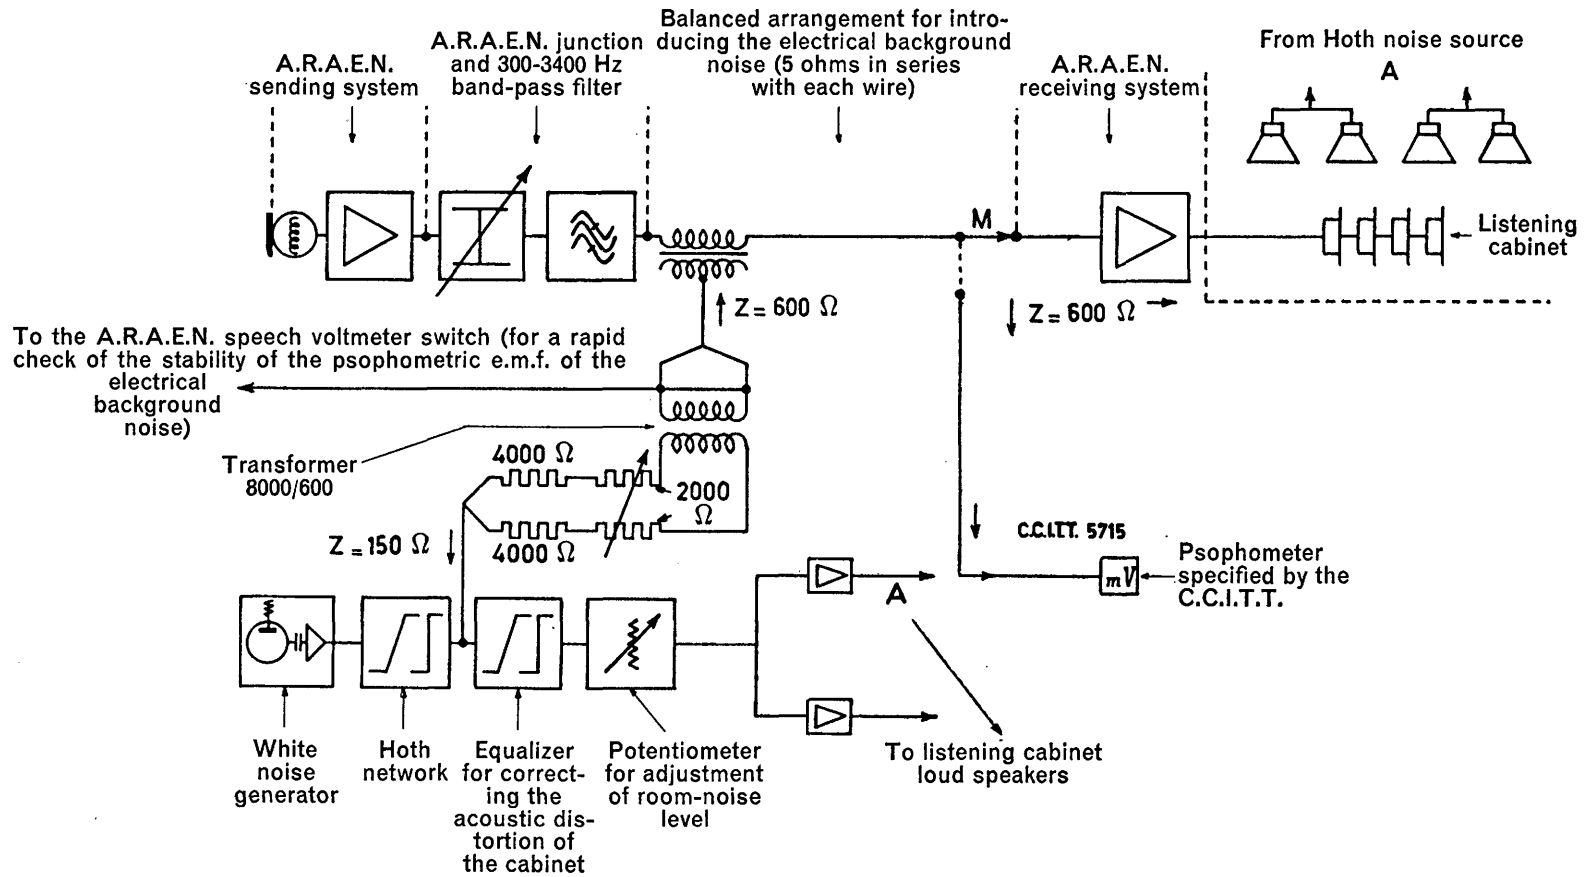 A.R.A.E.N.
sending system
A.R.A.E.N. junction
and 300-3400 Hz
band-pass filter
Balanced arrangement for intro-
ducing the electrical background
noise (5 ohms in series
with each wire)
A.R.A.E.N.
receiving system
From Hoth noise source
A
M
Listening
cabinet
Z = 600 Ω
Z = 600 Ω
To the A.R.A.E.N. speech voltmeter switch (for a rapid
check of the stability of the psophometric e.m.f. of the
electrical
background
noise)
Transformer
8000/600
4000 Ω
2000
Ω
4000 Ω
Z = 150 Ω
C.C.I.T.T. 5715
mV
Psophometer
specified by the
C.C.I.T.T.
A
White
noise
generator
Hoth
network
Equalizer
for correct-
ing the
acoustic dis-
tortion of
the cabinet
Potentiometer
for adjustment
of room-noise
level
To listening cabinet
loud speakers